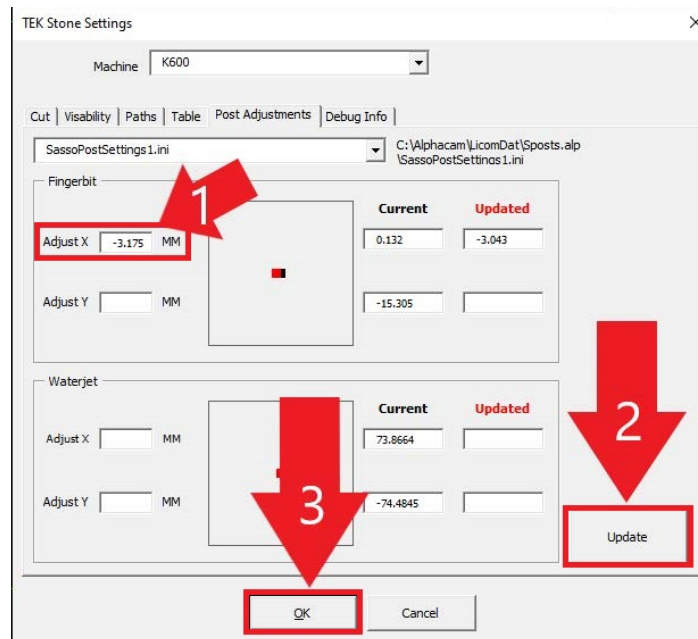 TEK Stone Settings
Machine K600
Cut Visability Paths Table Post Adjustments Debug Info
SassoPostSettings1.ini C:\Alphacam\LicomDat\Sposts.alp
\SassoPostSettings1.ini
Fingerbit
1
Current Updated
Adjust X -3.175 MM 0.132 -3.043
Adjust Y MM -15.305
Waterjet
Current Updated
2
Adjust X MM 73.8664
3
Adjust Y MM -74.4845
Update
OK Cancel